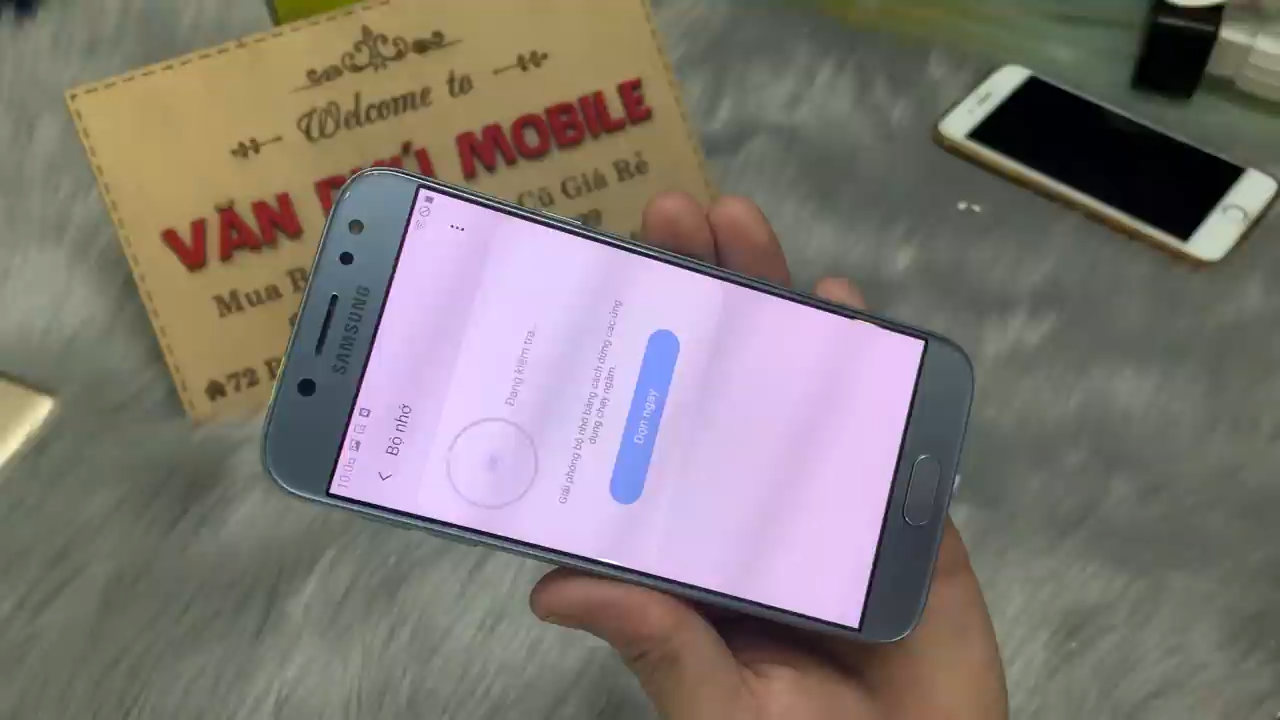 Welcome to
VĂN MOBILE
Mua Cũ Giá Rẻ
72
SAMSUNG
Bộ nhớ
Đang kiểm tra...
Giải phóng bộ nhớ bằng cách dừng các ứng
dụng chạy ngầm.
Dọn ngay